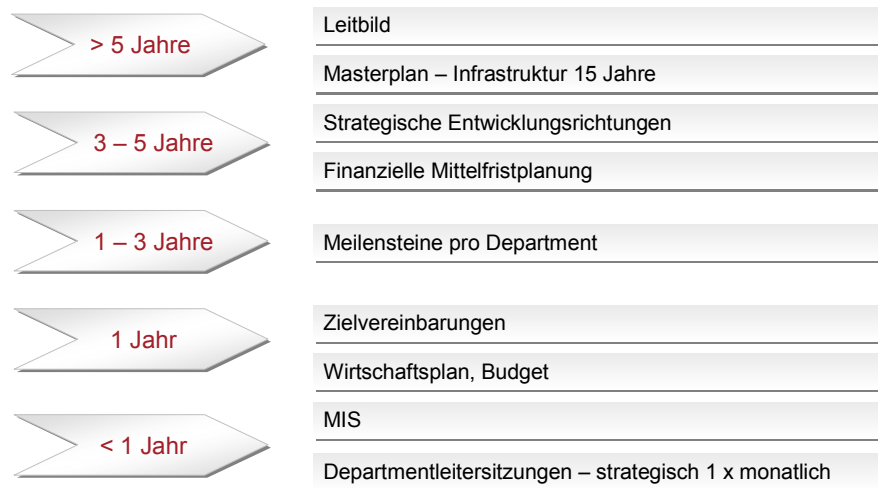 > 5 Jahre
Leitbild
Masterplan – Infrastruktur 15 Jahre
3 – 5 Jahre
Strategische Entwicklungsrichtungen
Finanzielle Mittelfristplanung
1 – 3 Jahre
Meilensteine pro Department
1 Jahr
Zielvereinbarungen
Wirtschaftsplan, Budget
< 1 Jahr
MIS
Departmentleitersitzungen – strategisch 1 x monatlich